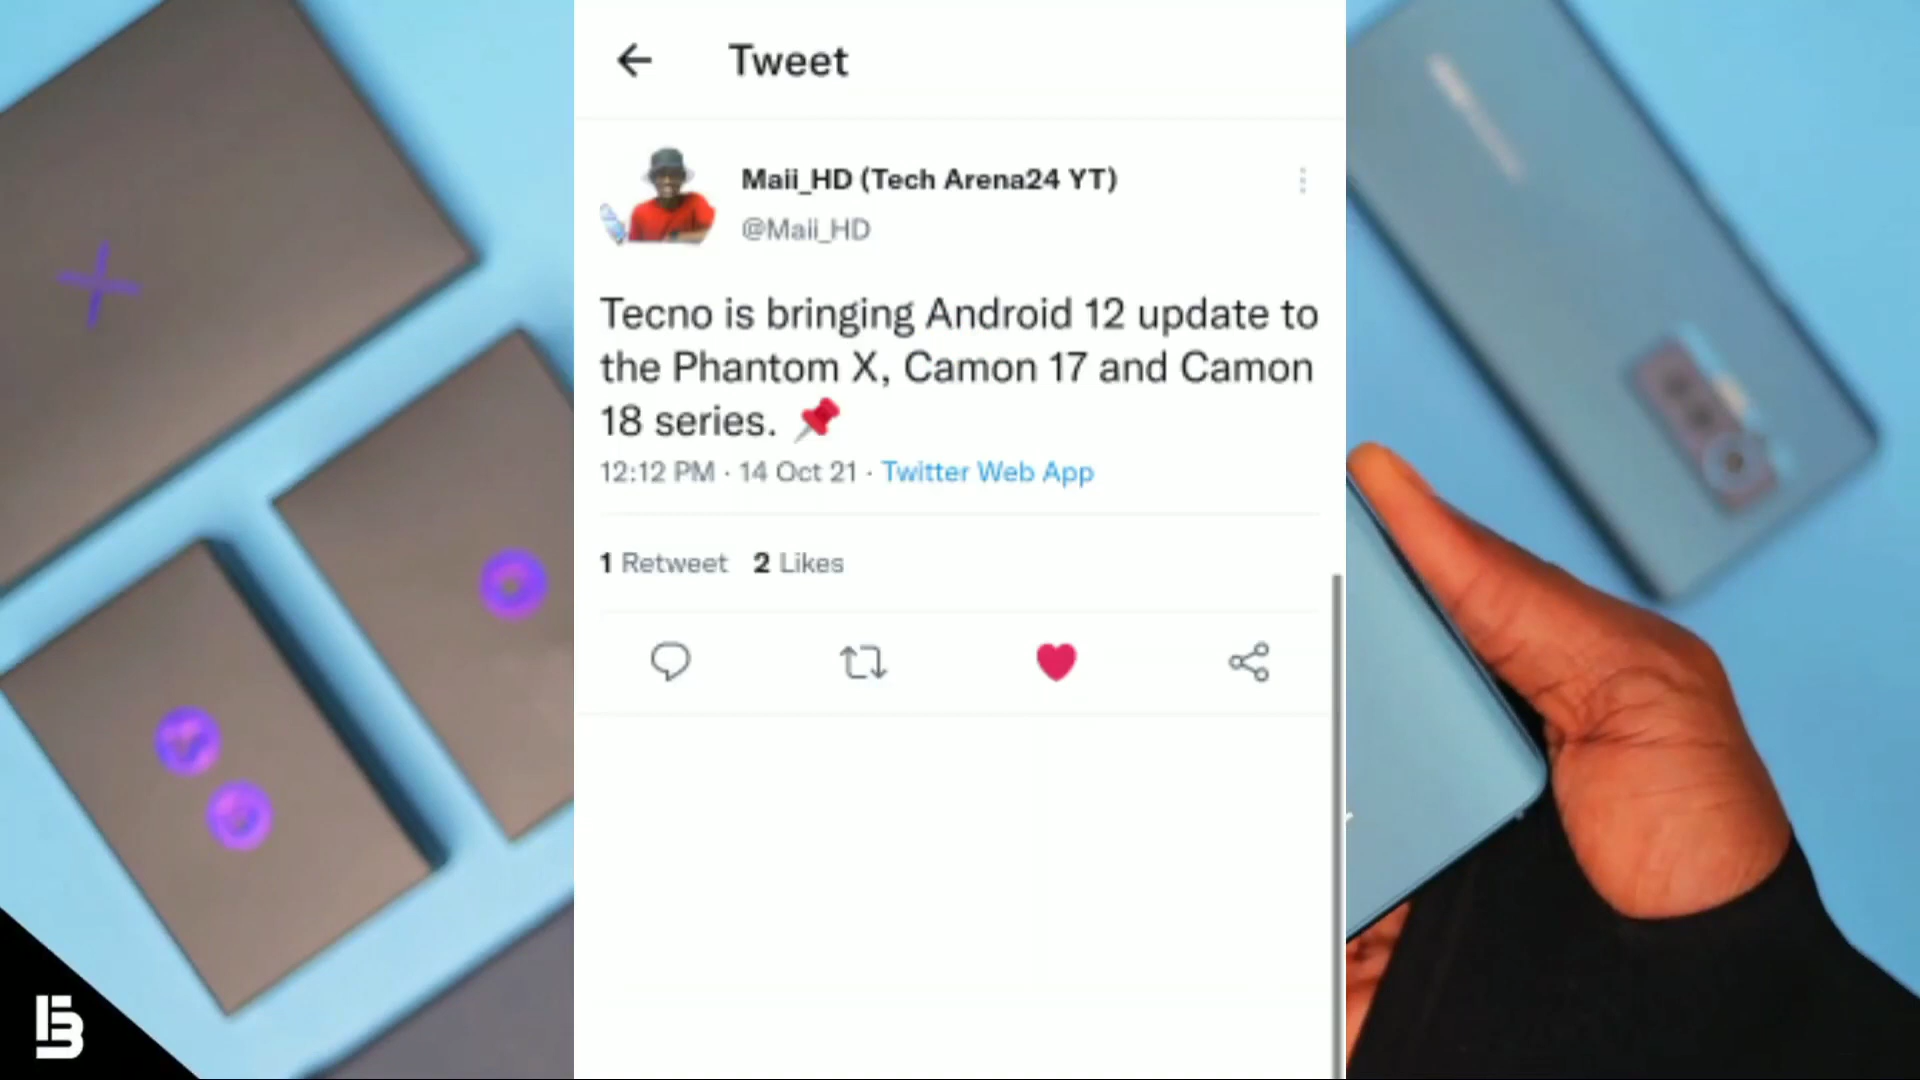 Tweet
Maii_HD (Tech Arena24 YT)
@Maii_HD
Tecno is bringing Android 12 update to
the Phantom X, Camon 17 and Camon
18 series. 📌
12:12 PM · 14 Oct 21 · Twitter Web App
1 Retweet 2 Likes